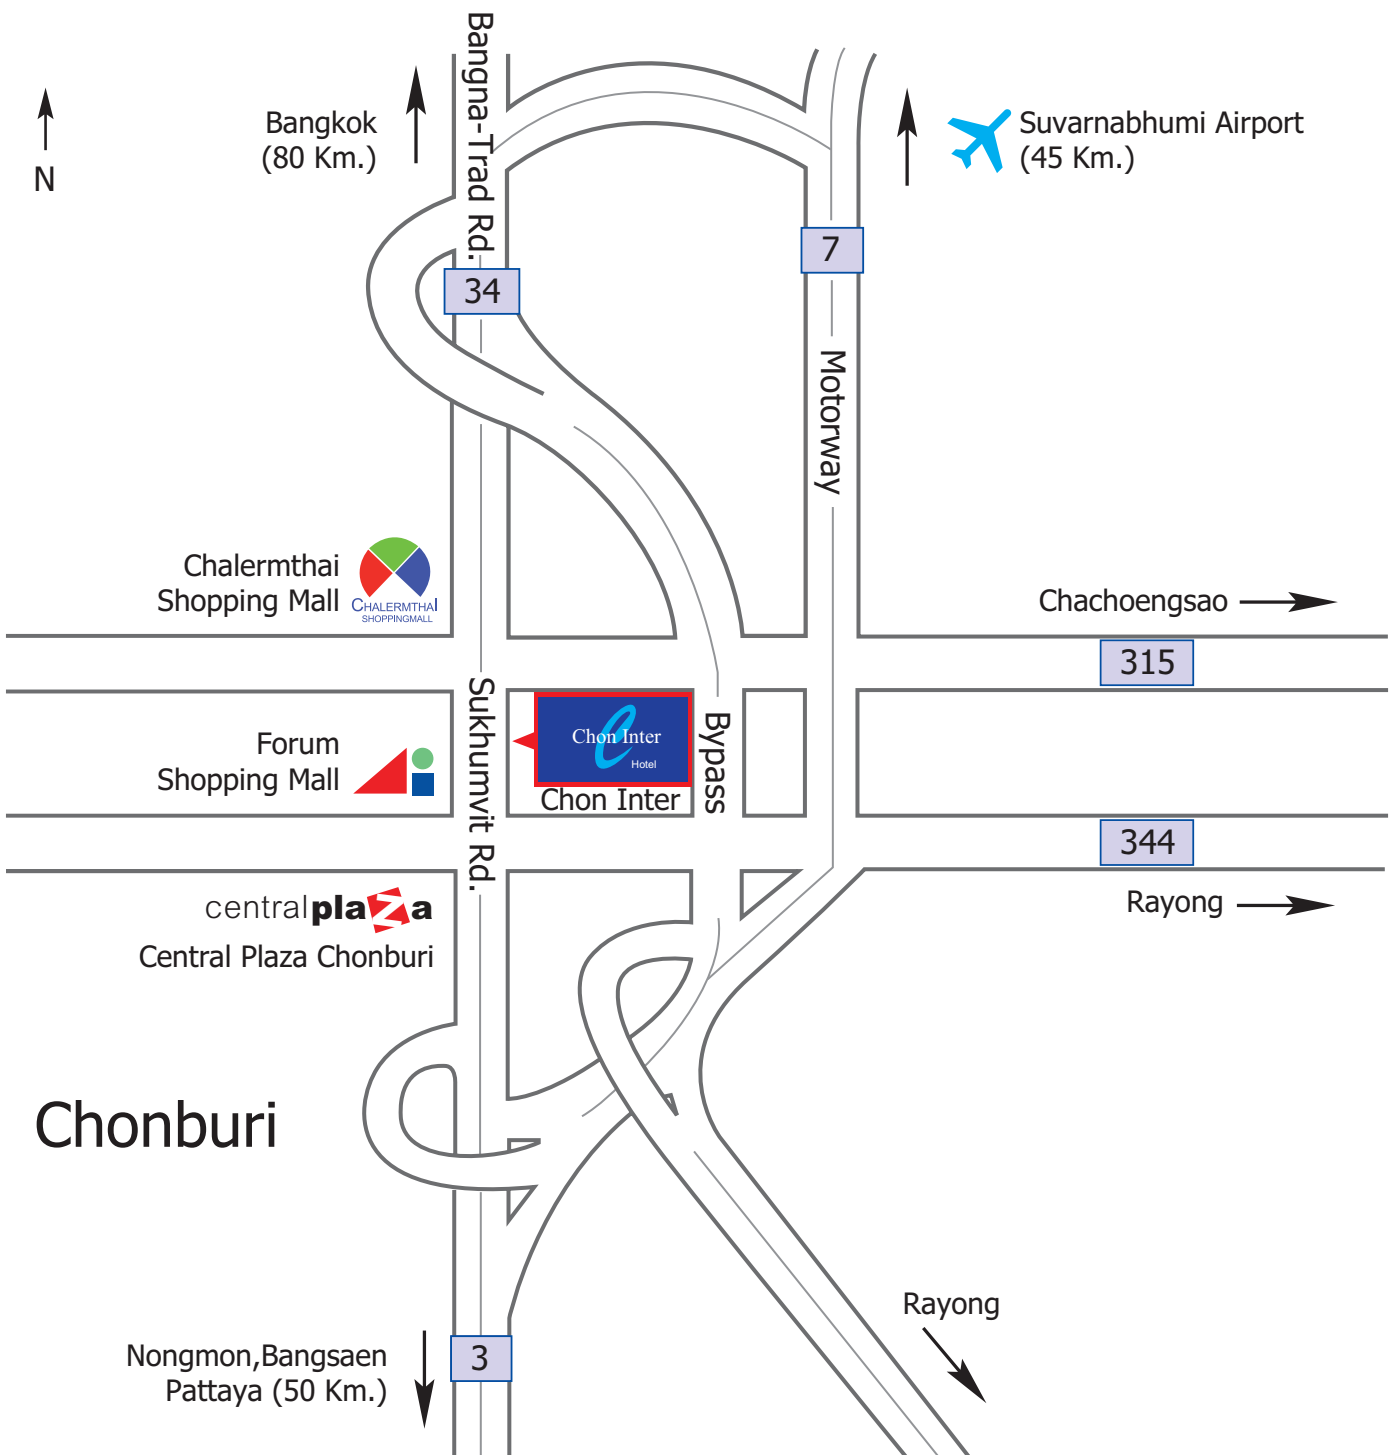 Bangna-Trad Rd.
Bangkok
(80 Km.)
Suvarnabhumi Airport
(45 Km.)
N
7
34
Motorway
Chalermthai
Shopping Mall
CHALERMTHAI
SHOPPINGMALL
Chachoengsao
315
Sukhumvit Rd.
Chon Inter
Hotel
Chon Inter
Bypass
Forum
Shopping Mall
344
Rayong
centralplaza
Central Plaza Chonburi
Chonburi
Rayong
3
Nongmon,Bangsaen
Pattaya (50 Km.)